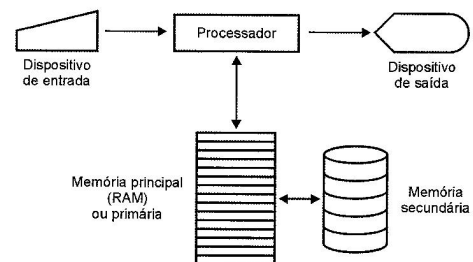 Processador
Dispositivo
de entrada
Dispositivo
de saída
Memória principal
(RAM)
ou primária
Memória
secundária